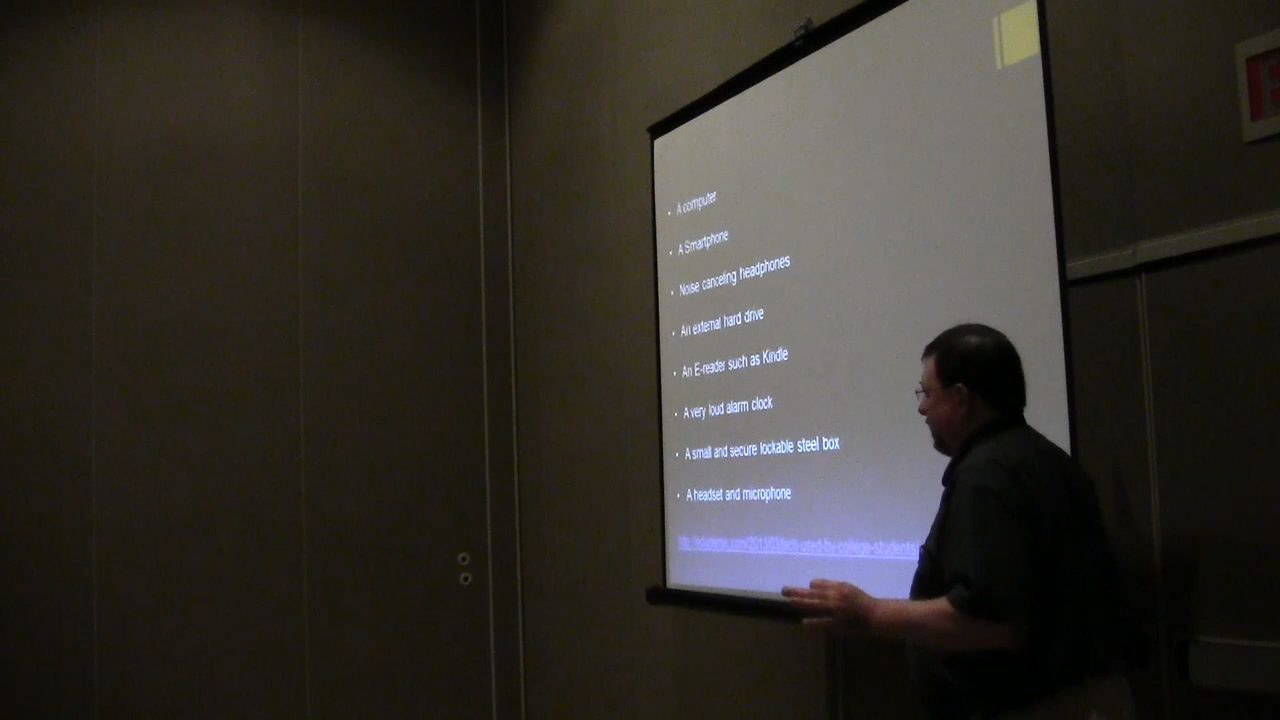 • A computer
• A Smartphone
• Noise canceling headphones
• An external hard drive
• An E-reader such as Kindle
• A very loud alarm clock
• A small and secure lockable steel box
• A headset and microphone